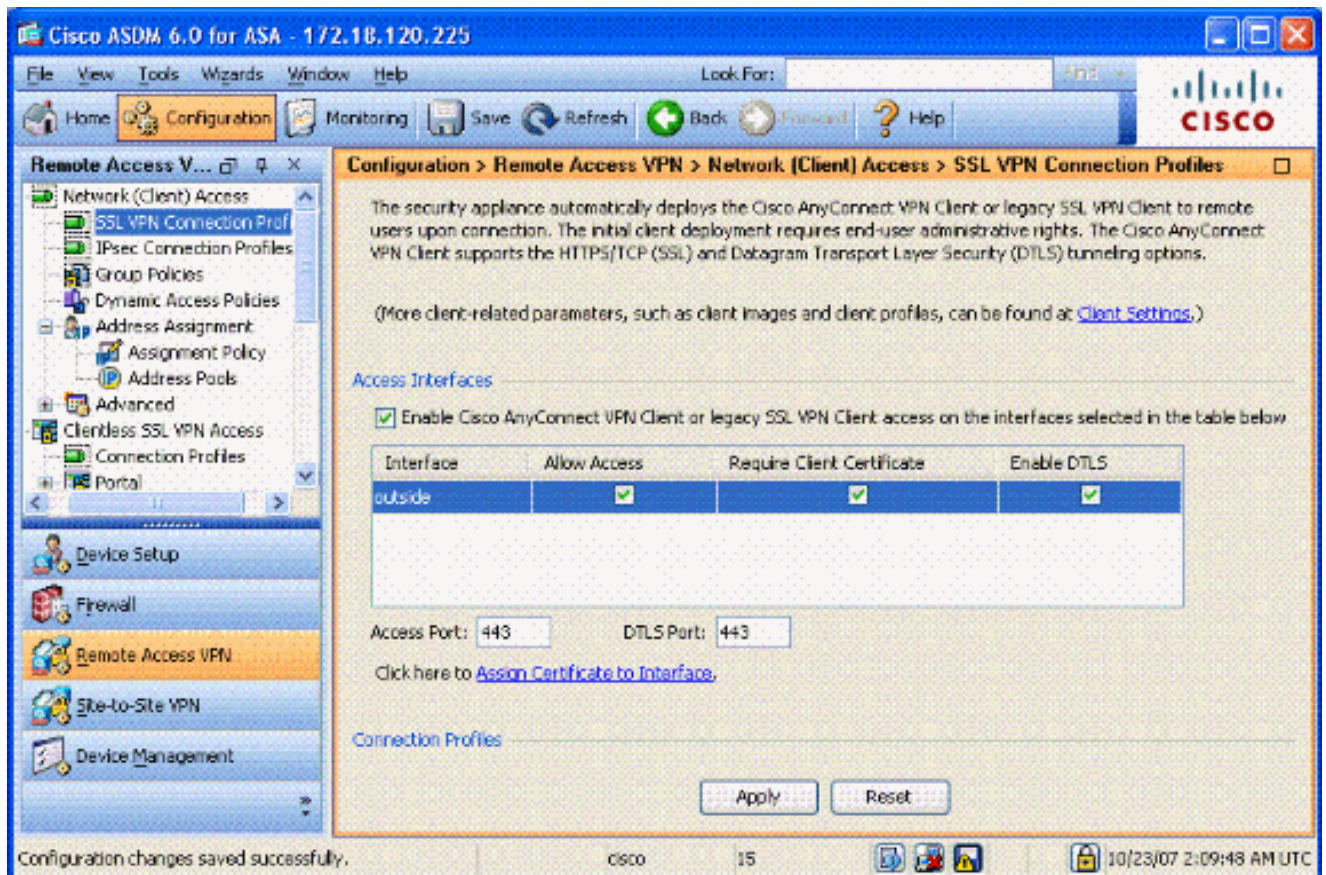 Cisco ASDM 6.0 for ASA - 172.18.120.225
File View Tools Wizards Window Help Look For: Find
Home Configuration Monitoring Save Refresh Back Forward Help
CISCO
Remote Access V...
Network (Client) Access
SSL VPN Connection Prof
IPsec Connection Profiles
Group Policies
Dynamic Access Policies
Address Assignment
Assignment Policy
Address Pools
Advanced
Clientless SSL VPN Access
Connection Profiles
Portal
Device Setup
Firewall
Remote Access VPN
Site-to-Site VPN
Device Management
Configuration > Remote Access VPN > Network (Client) Access > SSL VPN Connection Profiles
The security appliance automatically deploys the Cisco AnyConnect VPN Client or legacy SSL VPN Client to remote
users upon connection. The initial client deployment requires end-user administrative rights. The Cisco AnyConnect
VPN Client supports the HTTPS/TCP (SSL) and Datagram Transport Layer Security (DTLS) tunneling options.
(More client-related parameters, such as client images and client profiles, can be found at Client Settings.)
Access Interfaces
Enable Cisco AnyConnect VPN Client or legacy SSL VPN Client access on the interfaces selected in the table below
Interface Allow Access Require Client Certificate Enable DTLS
outside
Access Port: 443 DTLS Port: 443
Click here to Assign Certificate to Interface.
Connection Profiles
Apply Reset
Configuration changes saved successfully. cisco 15 10/23/07 2:09:48 AM UTC